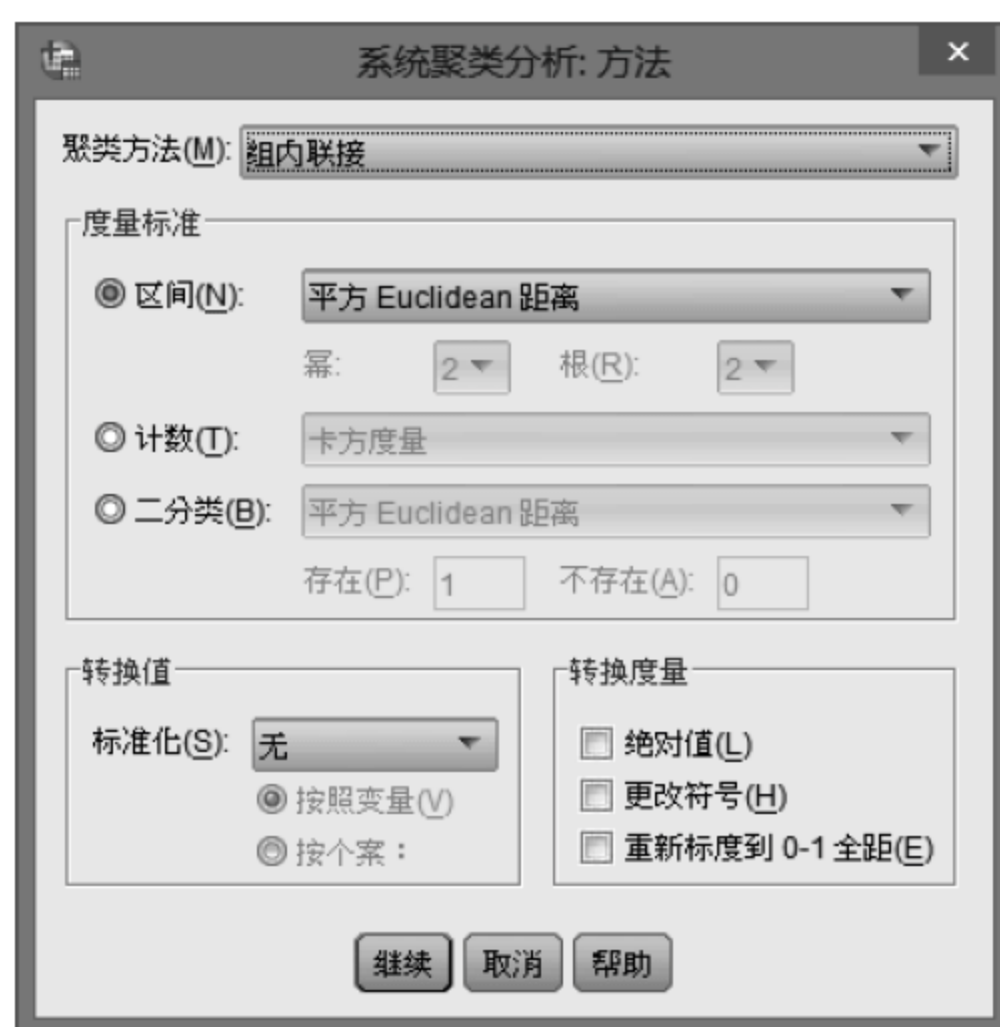 系统聚类分析: 方法
聚类方法(M): 组内联接
度量标准
区间(N): 平方 Euclidean 距离
幂: 2 根(R): 2
计数(T): 卡方度量
二分类(B): 平方 Euclidean 距离
存在(P): 1 不存在(A): 0
转换值
标准化(S): 无
按照变量(V)
按个案：
转换度量
绝对值(L)
更改符号(H)
重新标度到 0-1 全距(E)
继续 取消 帮助